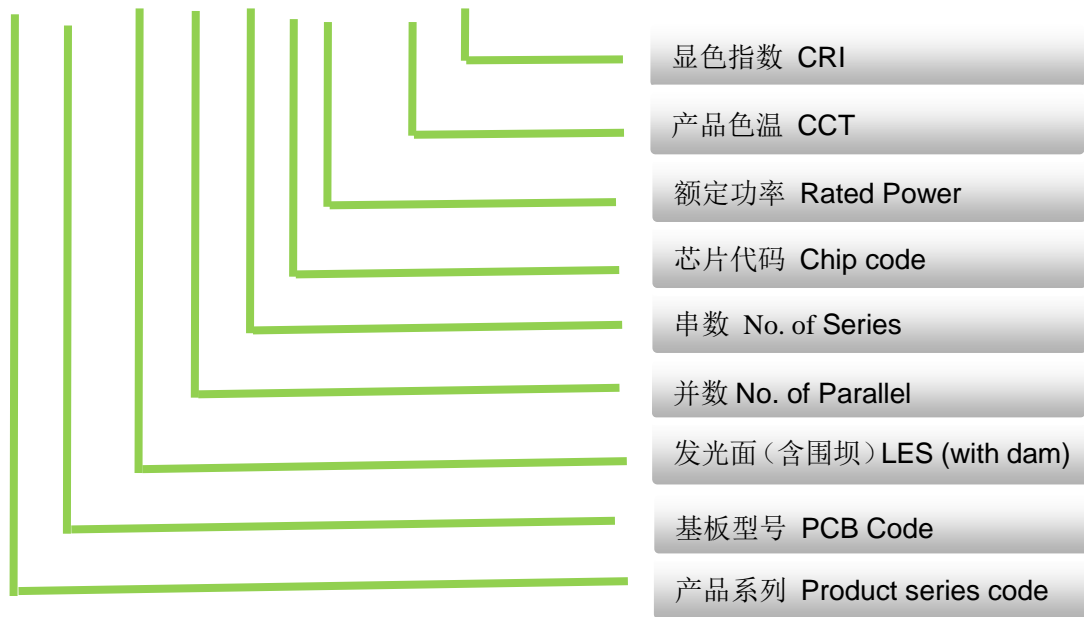 显色指数 CRI
产品色温 CCT
额定功率 Rated Power
芯片代码 Chip code
串数 No. of Series
并数 No. of Parallel
发光面（含围坝）LES (with dam)
基板型号 PCB Code
产品系列 Product series code